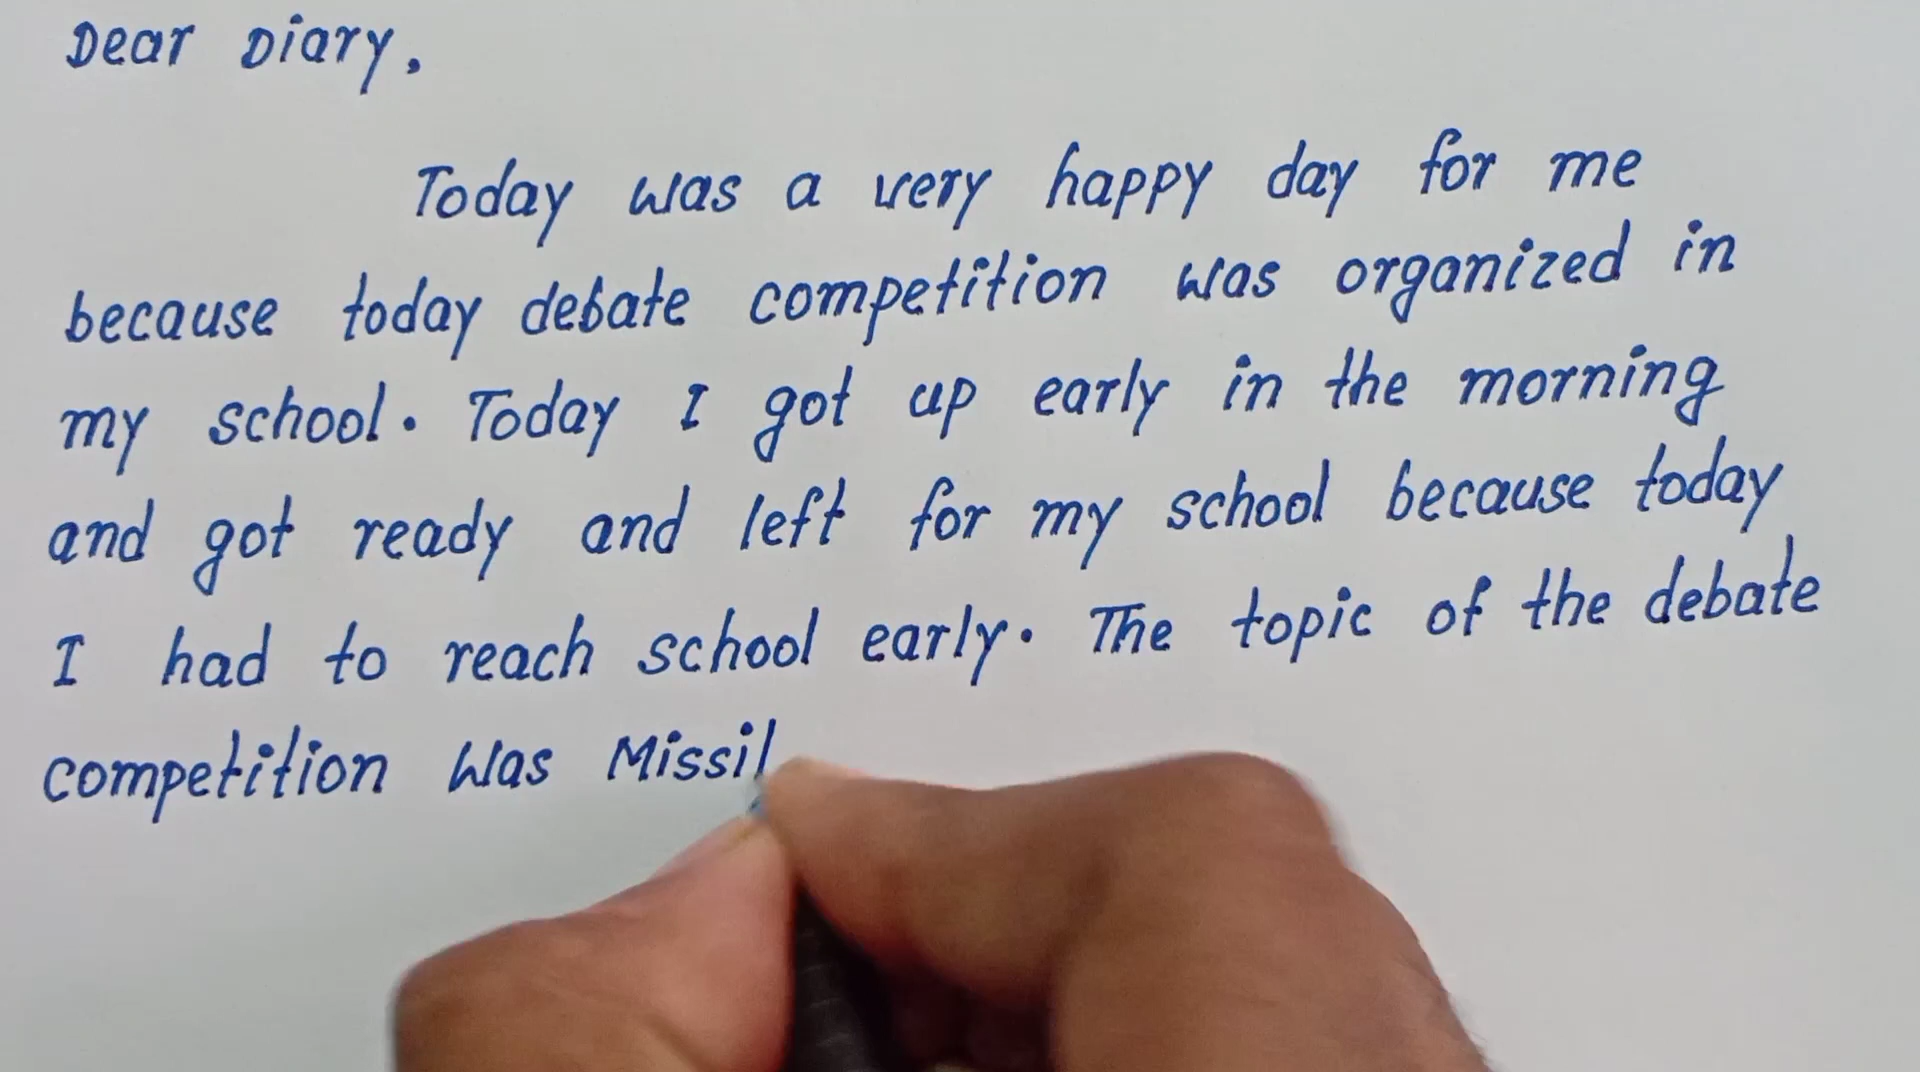 Dear Diary.
Today was a very happy day for me
because today debate competition was organized in
my school. Today I got up early in the morning
and got ready and left for my school because today
I had to reach school early. The topic of the debate
competition was Missil